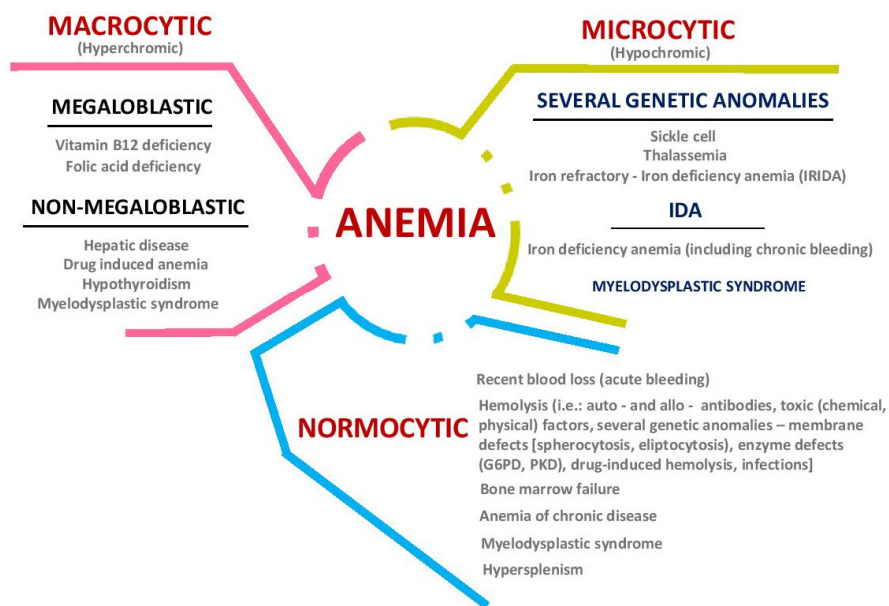 MACROCYTIC
(Hyperchromic)
MEGALOBLASTIC
Vitamin B12 deficiency
Folic acid deficiency
NON-MEGALOBLASTIC
Hepatic disease
Drug induced anemia
Hypothyroidism
Myelodysplastic syndrome
ANEMIA
MICROCYTIC
(Hypochromic)
SEVERAL GENETIC ANOMALIES
Sickle cell
Thalassemia
Iron refractory - Iron deficiency anemia (IRIDA)
IDA
Iron deficiency anemia (including chronic bleeding)
MYELODYSPLASTIC SYNDROME
NORMOCYTIC
Recent blood loss (acute bleeding)
Hemolysis (i.e.: auto - and allo - antibodies, toxic (chemical,
physical) factors, several genetic anomalies – membrane
defects [spherocytosis, eliptocytosis), enzyme defects
(G6PD, PKD), drug-induced hemolysis, infections]
Bone marrow failure
Anemia of chronic disease
Myelodysplastic syndrome
Hypersplenism